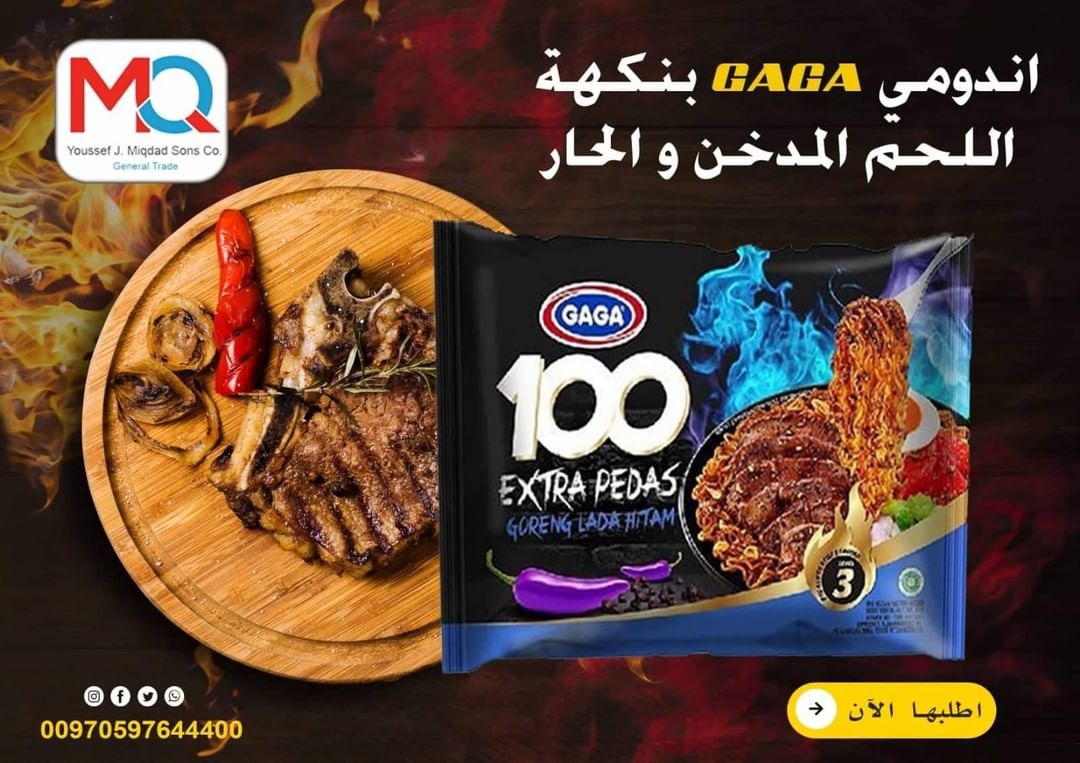 MQ
Youssef J. Miqdad Sons Co.
General Trade
اندومي GAGA بنكهة
اللحم المدخن و الحار
GAGA
100
EXTRA PEDAS
GORENG LADA HITAM
LEVEL
3
00970597644400
اطلبها الآن